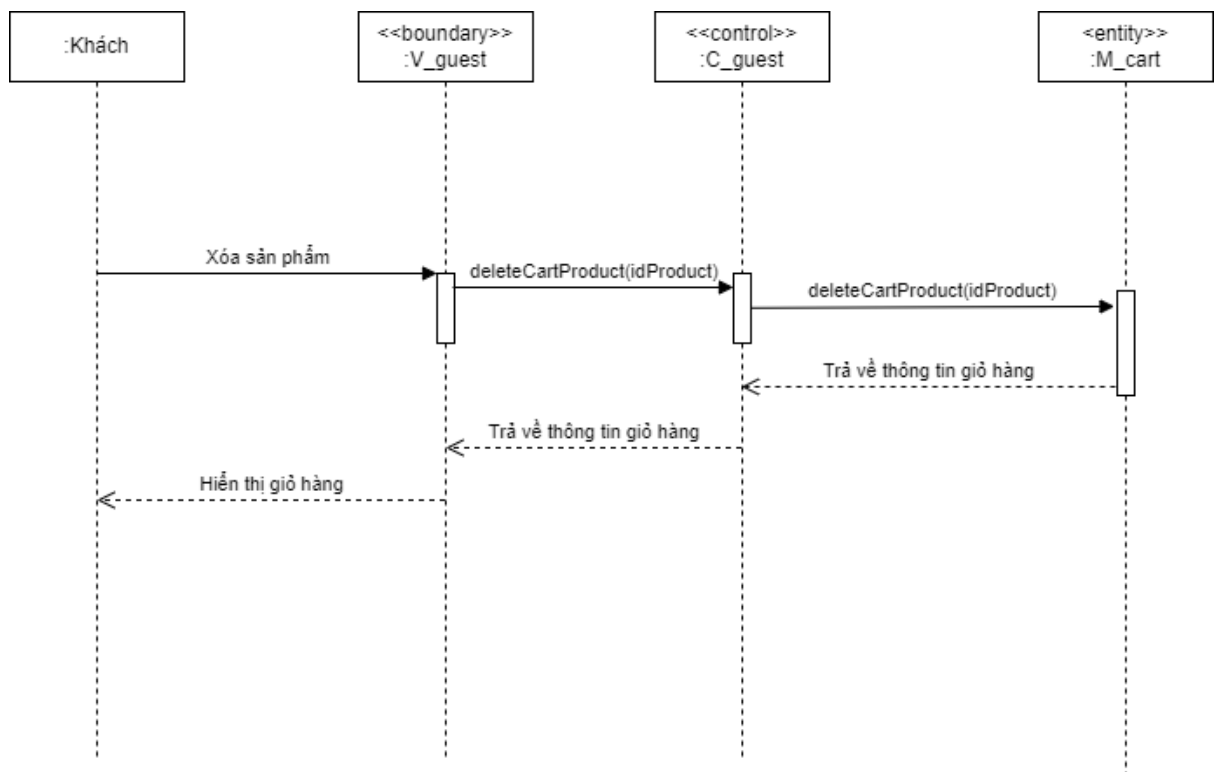 :Khách
<<boundary>>
:V_guest
<<control>>
:C_guest
<entity>>
:M_cart
Xóa sản phẩm
deleteCartProduct(idProduct)
deleteCartProduct(idProduct)
Trả về thông tin giỏ hàng
Trả về thông tin giỏ hàng
Hiển thị giỏ hàng